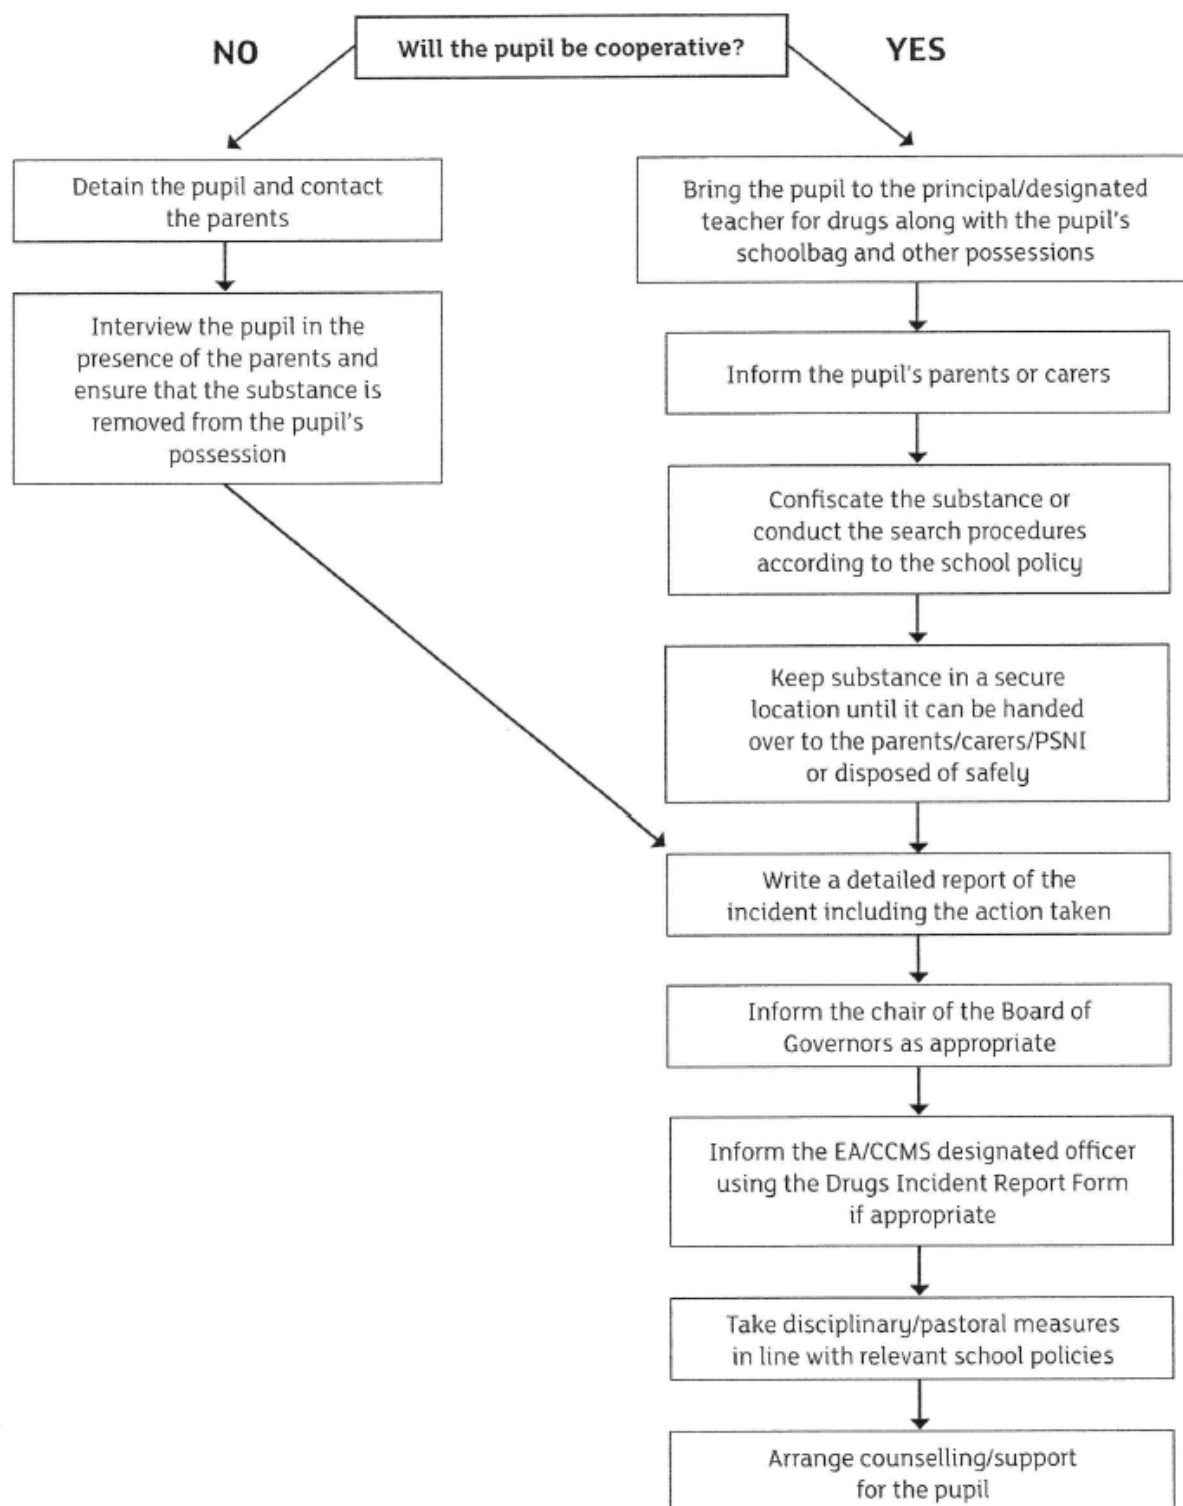 NO
Will the pupil be cooperative?
YES
Detain the pupil and contact
the parents
Interview the pupil in the
presence of the parents and
ensure that the substance is
removed from the pupil's
possession
Bring the pupil to the principal/designated
teacher for drugs along with the pupil's
schoolbag and other possessions
Inform the pupil's parents or carers
Confiscate the substance or
conduct the search procedures
according to the school policy
Keep substance in a secure
location until it can be handed
over to the parents/carers/PSNI
or disposed of safely
Write a detailed report of the
incident including the action taken
Inform the chair of the Board of
Governors as appropriate
Inform the EA/CCMS designated officer
using the Drugs Incident Report Form
if appropriate
Take disciplinary/pastoral measures
in line with relevant school policies
Arrange counselling/support
for the pupil